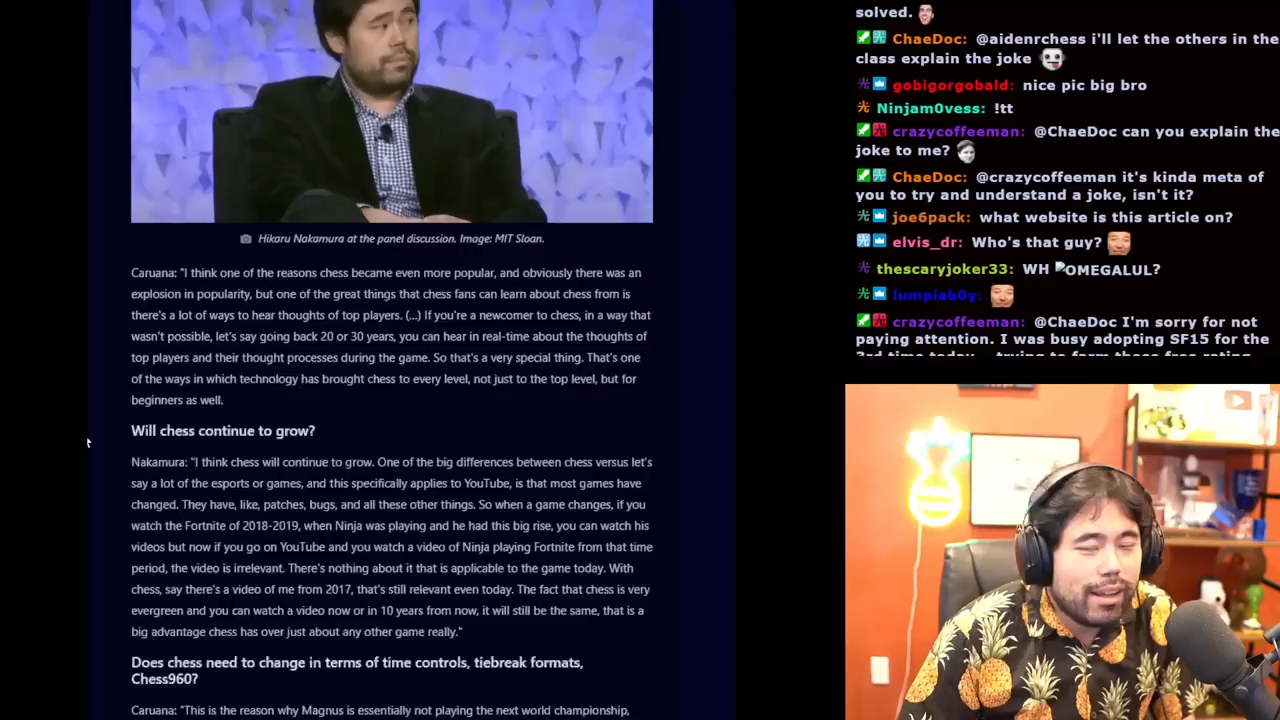 Hikaru Nakamura at the panel discussion. Image: MIT Sloan.
Caruana: "I think one of the reasons chess became even more popular, and obviously there was an
explosion in popularity, but one of the great things that chess fans can learn about chess from is
there's a lot of ways to hear thoughts of top players. (...) If you're a newcomer to chess, in a way that
wasn't possible, let's say going back 20 or 30 years, you can hear in real-time about the thoughts of
top players and their thought processes during the game. So that's a very special thing. That's one
of the ways in which technology has brought chess to every level, not just to the top level, but for
beginners as well.
Will chess continue to grow?
Nakamura: "I think chess will continue to grow. One of the big differences between chess versus let's
say a lot of the esports or games, and this specifically applies to YouTube, is that most games have
changed. They have, like, patches, bugs, and all these other things. So when a game changes, if you
watch the Fortnite of 2018-2019, when Ninja was playing and he had this big rise, you can watch his
videos but now if you go on YouTube and you watch a video of Ninja playing Fortnite from that time
period, the video is irrelevant. There's nothing about it that is applicable to the game today. With
chess, say there's a video of me from 2017, that's still relevant even today. The fact that chess is very
evergreen and you can watch a video now or in 10 years from now, it will still be the same, that is a
big advantage chess has over just about any other game really."
Does chess need to change in terms of time controls, tiebreak formats,
Chess960?
Caruana: "This is the reason why Magnus is essentially not playing the next world championship,
solved.
ChaeDoc: @aidenrchess i'll let the others in the
class explain the joke
gobigorgobald: nice pic big bro
Ninjam0vess: !tt
crazycoffeeman: @ChaeDoc can you explain the
joke to me?
ChaeDoc: @crazycoffeeman it's kinda meta of
you to try and understand a joke, isn't it?
joe6pack: what website is this article on?
elvis_dr: Who's that guy?
thescaryjoker33: WH OMEGALUL?
lumpiab0y:
crazycoffeeman: @ChaeDoc I'm sorry for not
paying attention. I was busy adopting SF15 for the
3rd time today... trying to farm these free rating